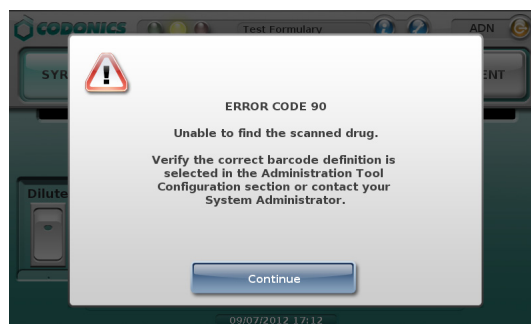 CODONICS Test Formulary ADN
SYR ENT
ERROR CODE 90
Unable to find the scanned drug.
Verify the correct barcode definition is
selected in the Administration Tool
Configuration section or contact your
System Administrator.
Dilute
Continue
09/07/2012 17:12